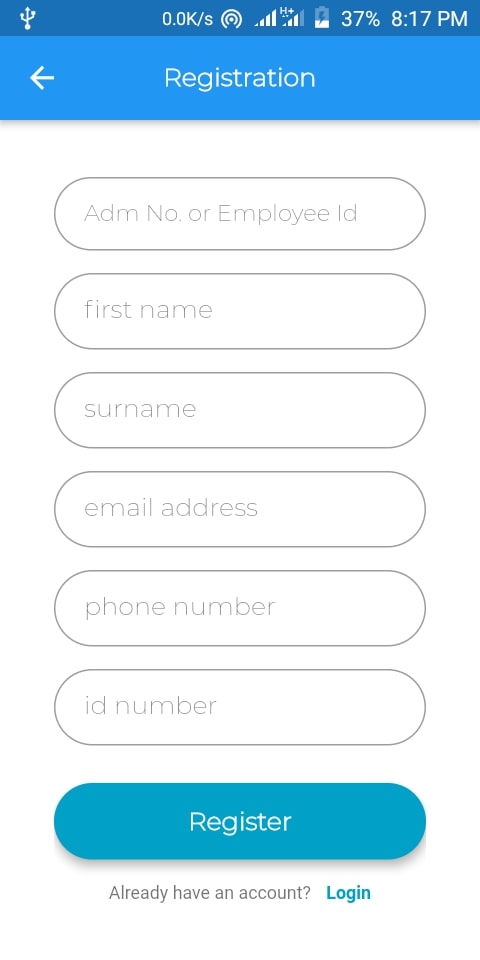 0.0K/s H+ 37% 8:17 PM
Registration
Adm No. or Employee Id
first name
surname
email address
phone number
id number
Register
Already have an account? Login